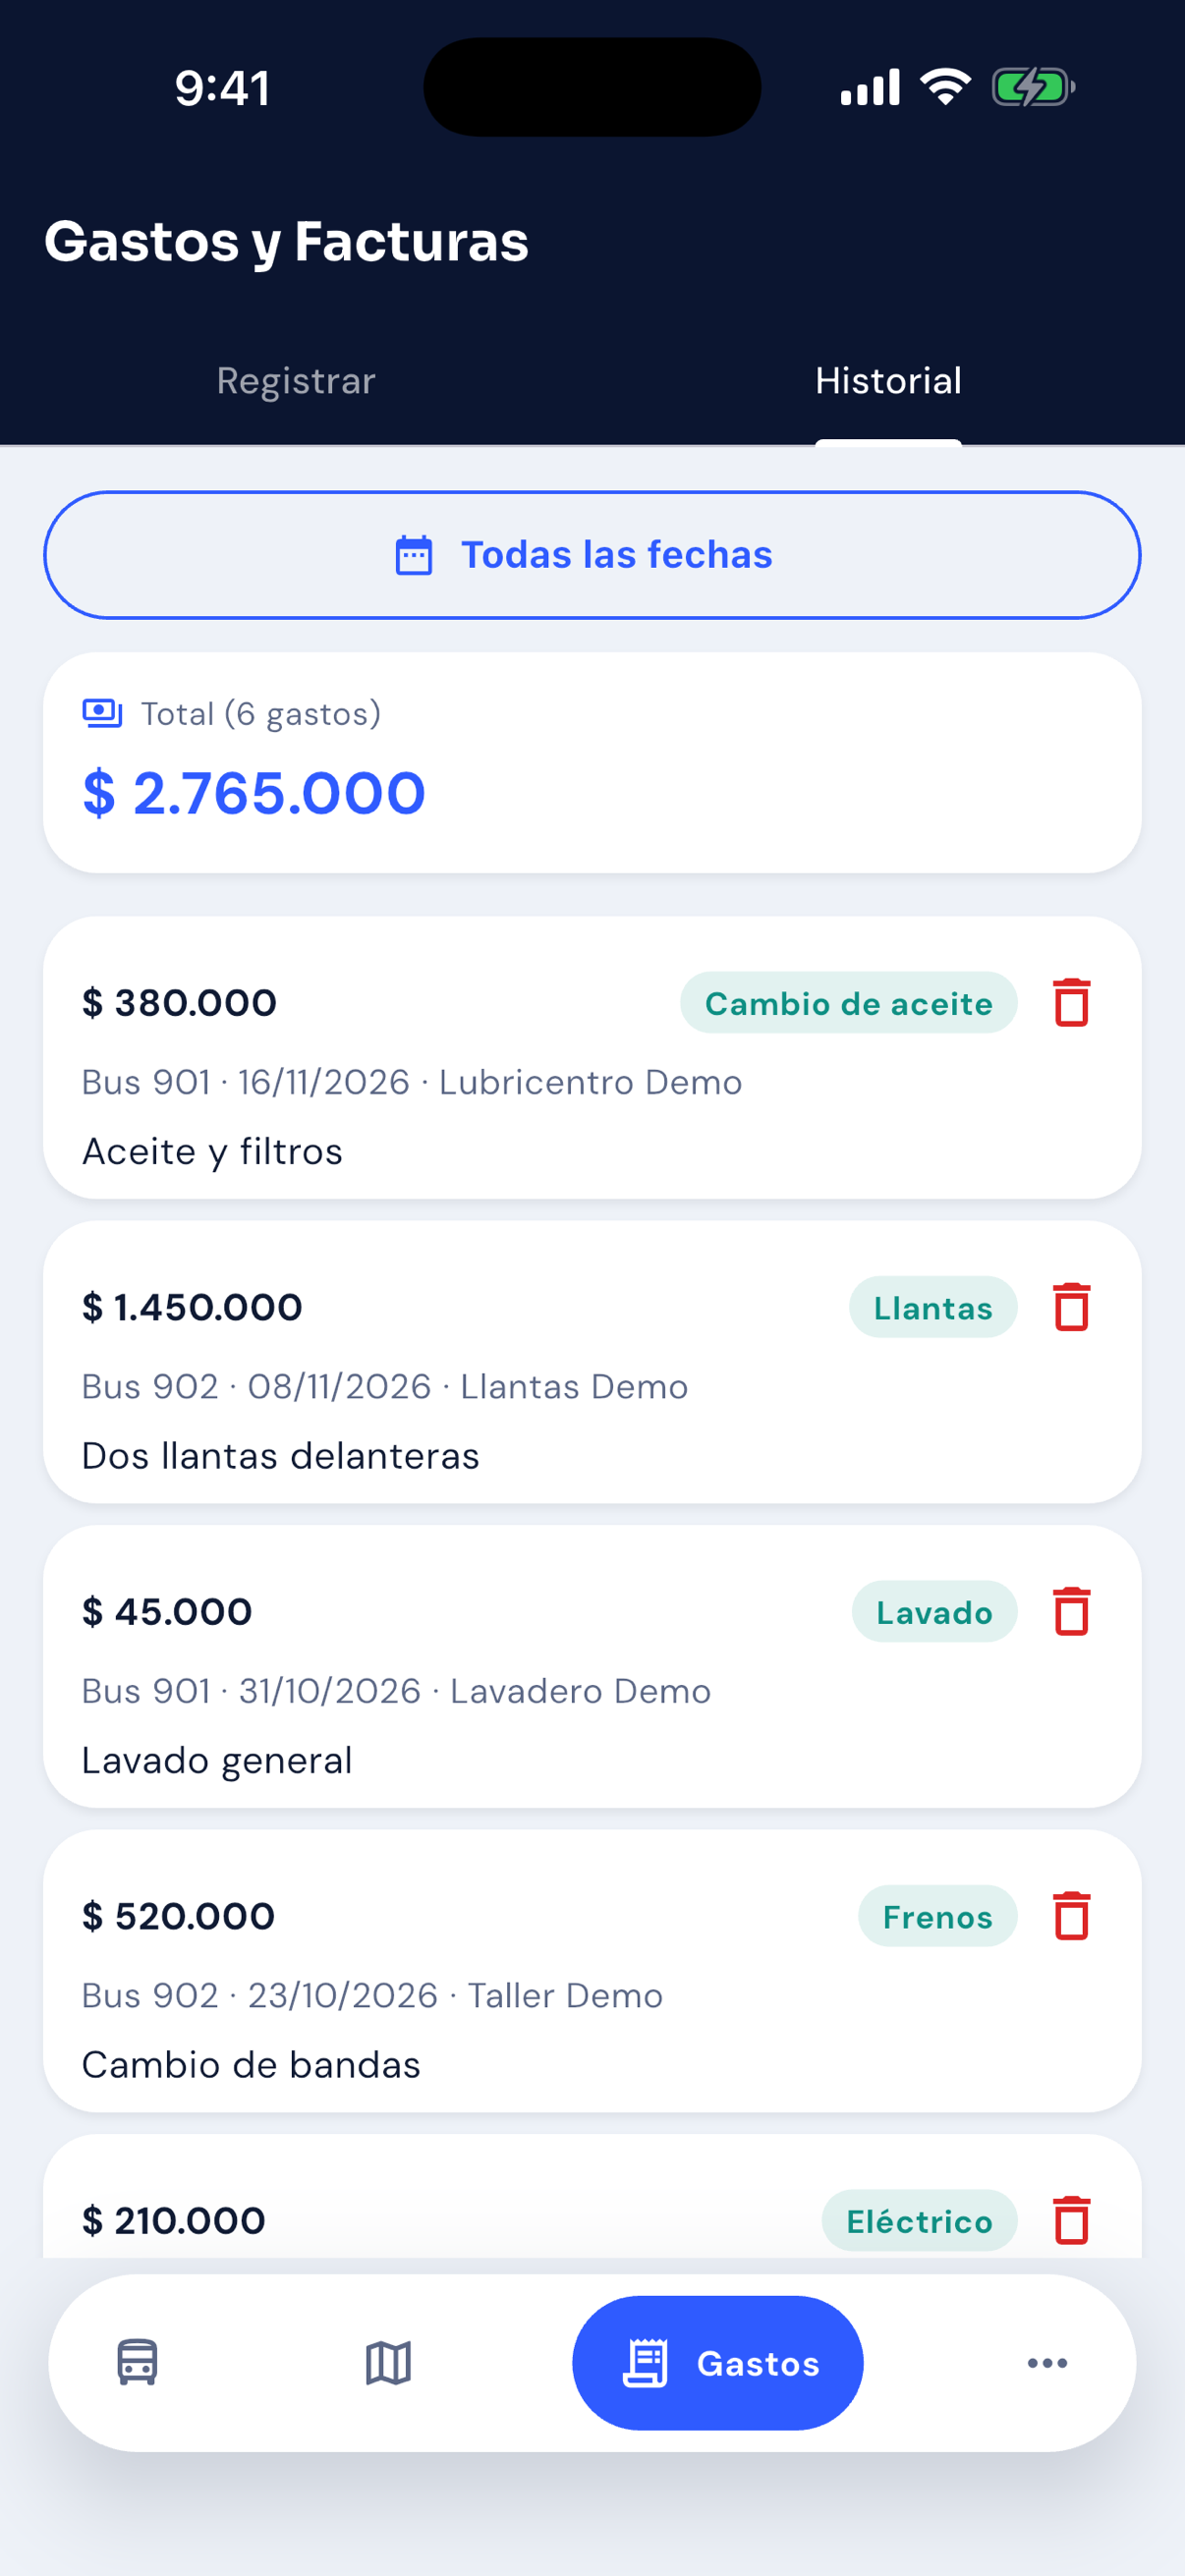 9:41
Gastos y Facturas
Registrar
Historial
Todas las fechas
Total (6 gastos)
$ 2.765.000
$ 380.000
Cambio de aceite
Bus 901 · 16/11/2026 · Lubricentro Demo
Aceite y filtros
$ 1.450.000
Llantas
Bus 902 · 08/11/2026 · Llantas Demo
Dos llantas delanteras
$ 45.000
Lavado
Bus 901 · 31/10/2026 · Lavadero Demo
Lavado general
$ 520.000
Frenos
Bus 902 · 23/10/2026 · Taller Demo
Cambio de bandas
$ 210.000
Eléctrico
Gastos